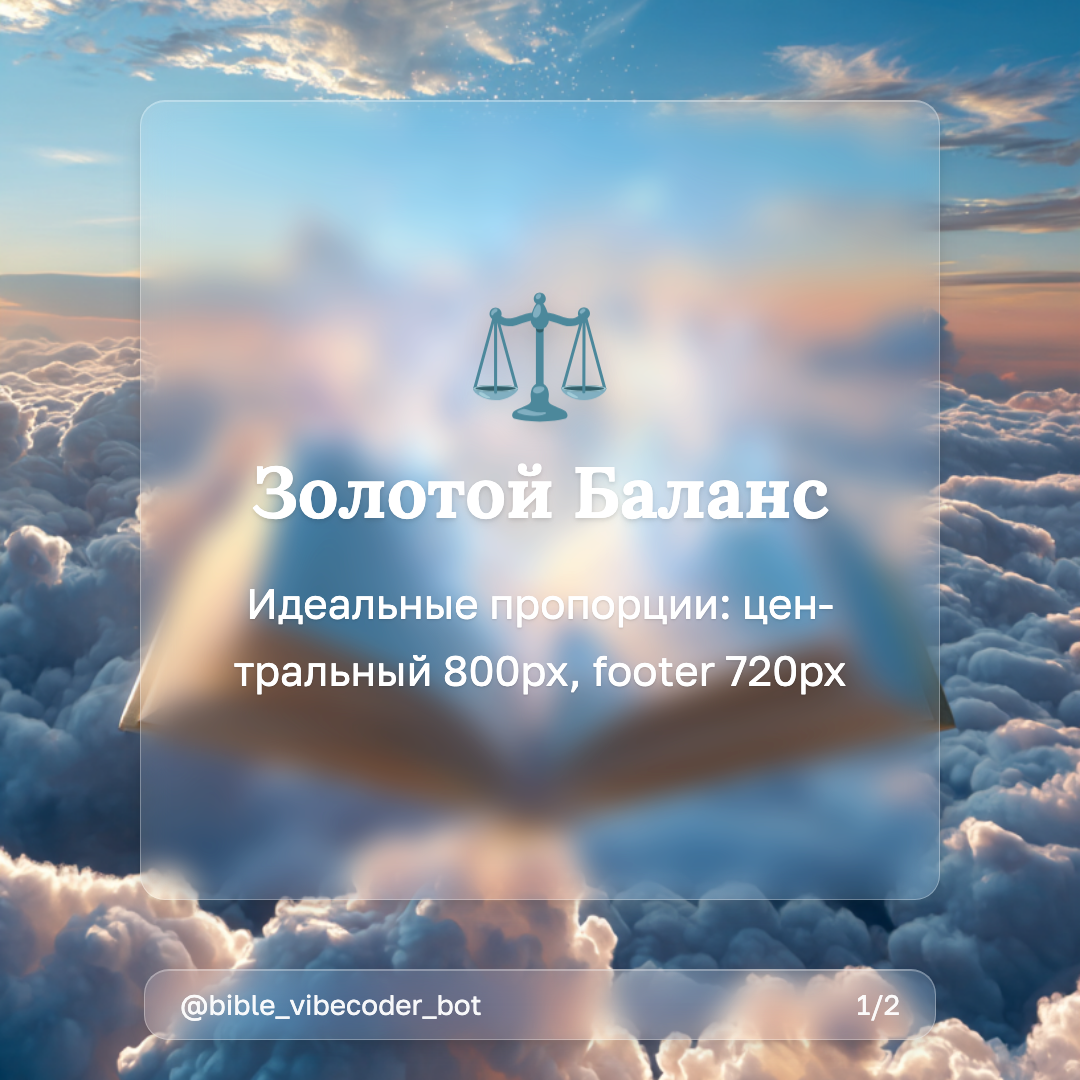 Золотой Баланс
Идеальные пропорции: цен-
тральный 800px, footer 720px
@bible_vibecoder_bot
1/2